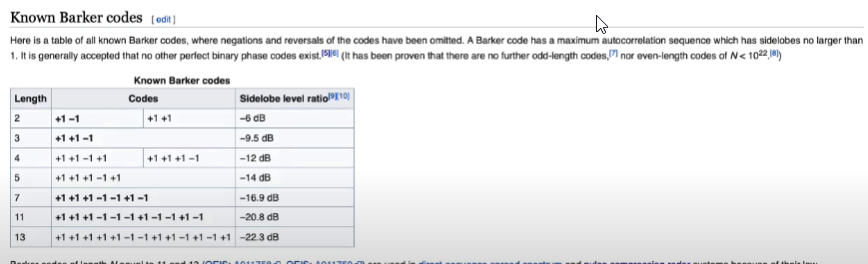 Known Barker codes [edit]
Here is a table of all known Barker codes, where negations and reversals of the codes have been omitted. A Barker code has a maximum autocorrelation sequence which has sidelobes no larger than
1. It is generally accepted that no other perfect binary phase codes exist.[5][6] (It has been proven that there are no further odd-length codes,[7] nor even-length codes of N < 10²².[8])
Known Barker codes
Length Codes Sidelobe level ratio[9][10]
2 +1 −1 +1 +1 −6 dB
3 +1 +1 −1 −9.5 dB
4 +1 +1 −1 +1 +1 +1 +1 −1 −12 dB
5 +1 +1 +1 −1 +1 −14 dB
7 +1 +1 +1 −1 −1 +1 −1 −16.9 dB
11 +1 +1 +1 −1 −1 −1 +1 −1 −1 +1 −1 −20.8 dB
13 +1 +1 +1 +1 +1 −1 −1 +1 +1 −1 +1 −1 +1 −22.3 dB